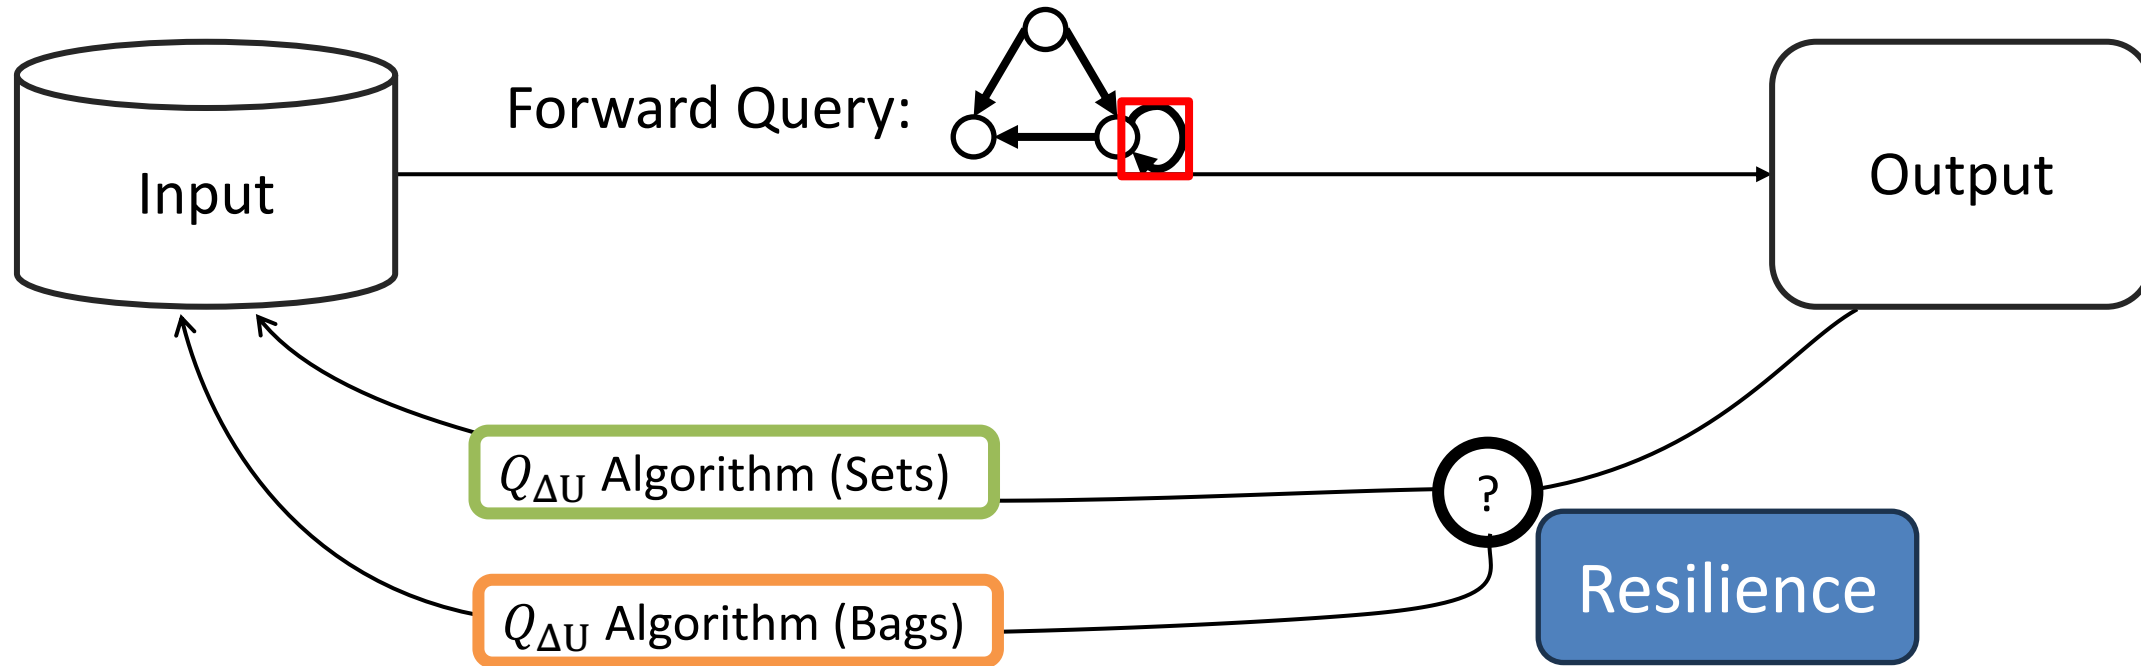 Forward Query:
Input
Output
Q_ΔU Algorithm (Sets)
?
Q_ΔU Algorithm (Bags)
Resilience